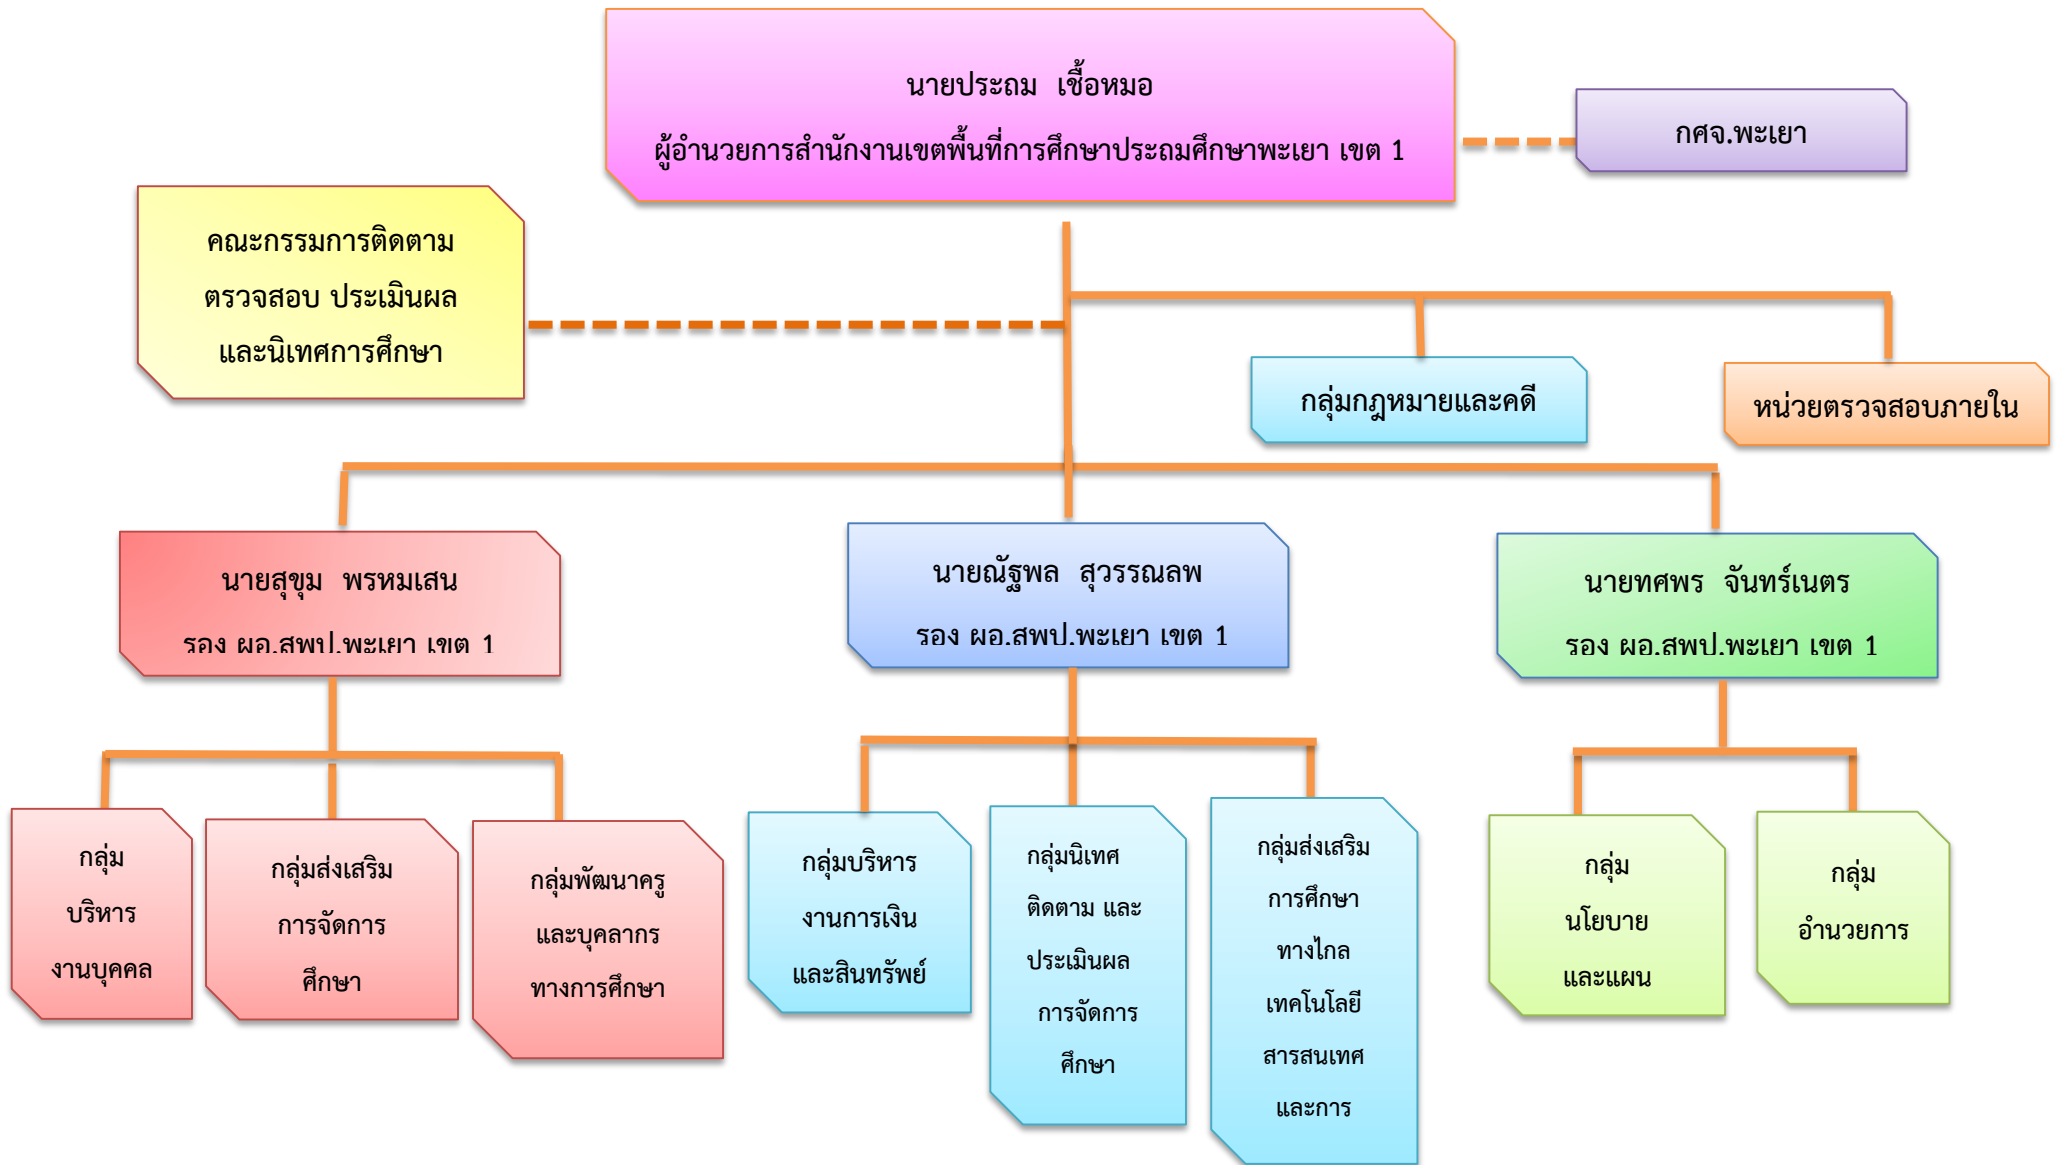 นายประถม เชื้อหมอ
ผู้อำนวยการสำนักงานเขตพื้นที่การศึกษาประถมศึกษาพะเยา เขต 1
กศจ.พะเยา
คณะกรรมการติดตาม
ตรวจสอบ ประเมินผล
และนิเทศการศึกษา
กลุ่มกฎหมายและคดี
หน่วยตรวจสอบภายใน
นายสุขุม พรหมเสน
รอง ผอ.สพป.พะเยา เขต 1
นายณัฐพล สุวรรณลพ
รอง ผอ.สพป.พะเยา เขต 1
นายทศพร จันทร์เนตร
รอง ผอ.สพป.พะเยา เขต 1
กลุ่ม
บริหาร
งานบุคคล
กลุ่มส่งเสริม
การจัดการ
ศึกษา
กลุ่มพัฒนาครู
และบุคลากร
ทางการศึกษา
กลุ่มบริหาร
งานการเงิน
และสินทรัพย์
กลุ่มนิเทศ
ติดตาม และ
ประเมินผล
การจัดการ
ศึกษา
กลุ่มส่งเสริม
การศึกษา
ทางไกล
เทคโนโลยี
สารสนเทศ
และการ
กลุ่ม
นโยบาย
และแผน
กลุ่ม
อำนวยการ